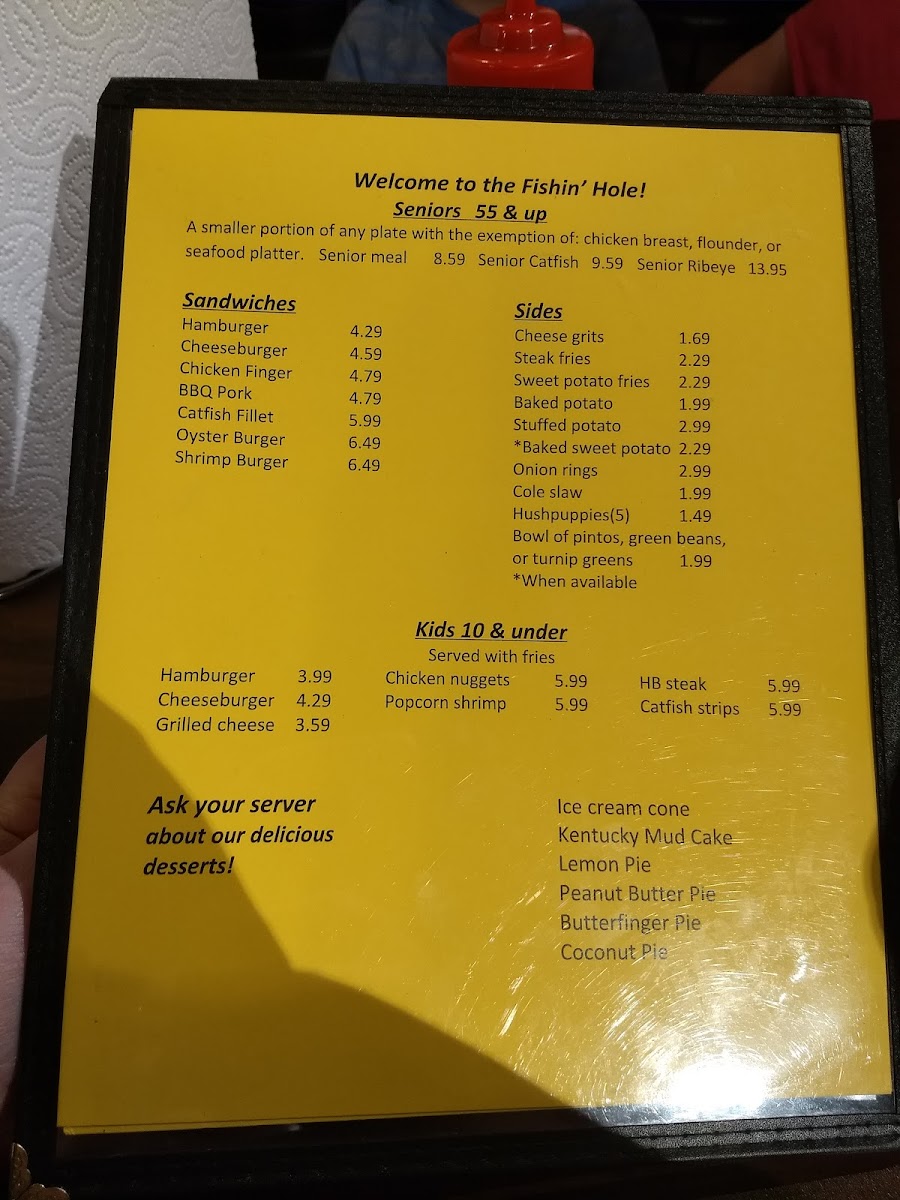 Welcome to the Fishin' Hole!
Seniors 55 & up
A smaller portion of any plate with the exemption of: chicken breast, flounder, or
seafood platter. Senior meal 8.59 Senior Catfish 9.59 Senior Ribeye 13.95
Sandwiches
Hamburger 4.29
Cheeseburger 4.59
Chicken Finger 4.79
BBQ Pork 4.79
Catfish Fillet 5.99
Oyster Burger 6.49
Shrimp Burger 6.49
Sides
Cheese grits 1.69
Steak fries 2.29
Sweet potato fries 2.29
Baked potato 1.99
Stuffed potato 2.99
*Baked sweet potato 2.29
Onion rings 2.99
Cole slaw 1.99
Hushpuppies(5) 1.49
Bowl of pintos, green beans,
or turnip greens 1.99
*When available
Kids 10 & under
Served with fries
Hamburger 3.99
Cheeseburger 4.29
Grilled cheese 3.59
Chicken nuggets 5.99
Popcorn shrimp 5.99
HB steak 5.99
Catfish strips 5.99
Ask your server
about our delicious
desserts!
Ice cream cone
Kentucky Mud Cake
Lemon Pie
Peanut Butter Pie
Butterfinger Pie
Coconut Pie